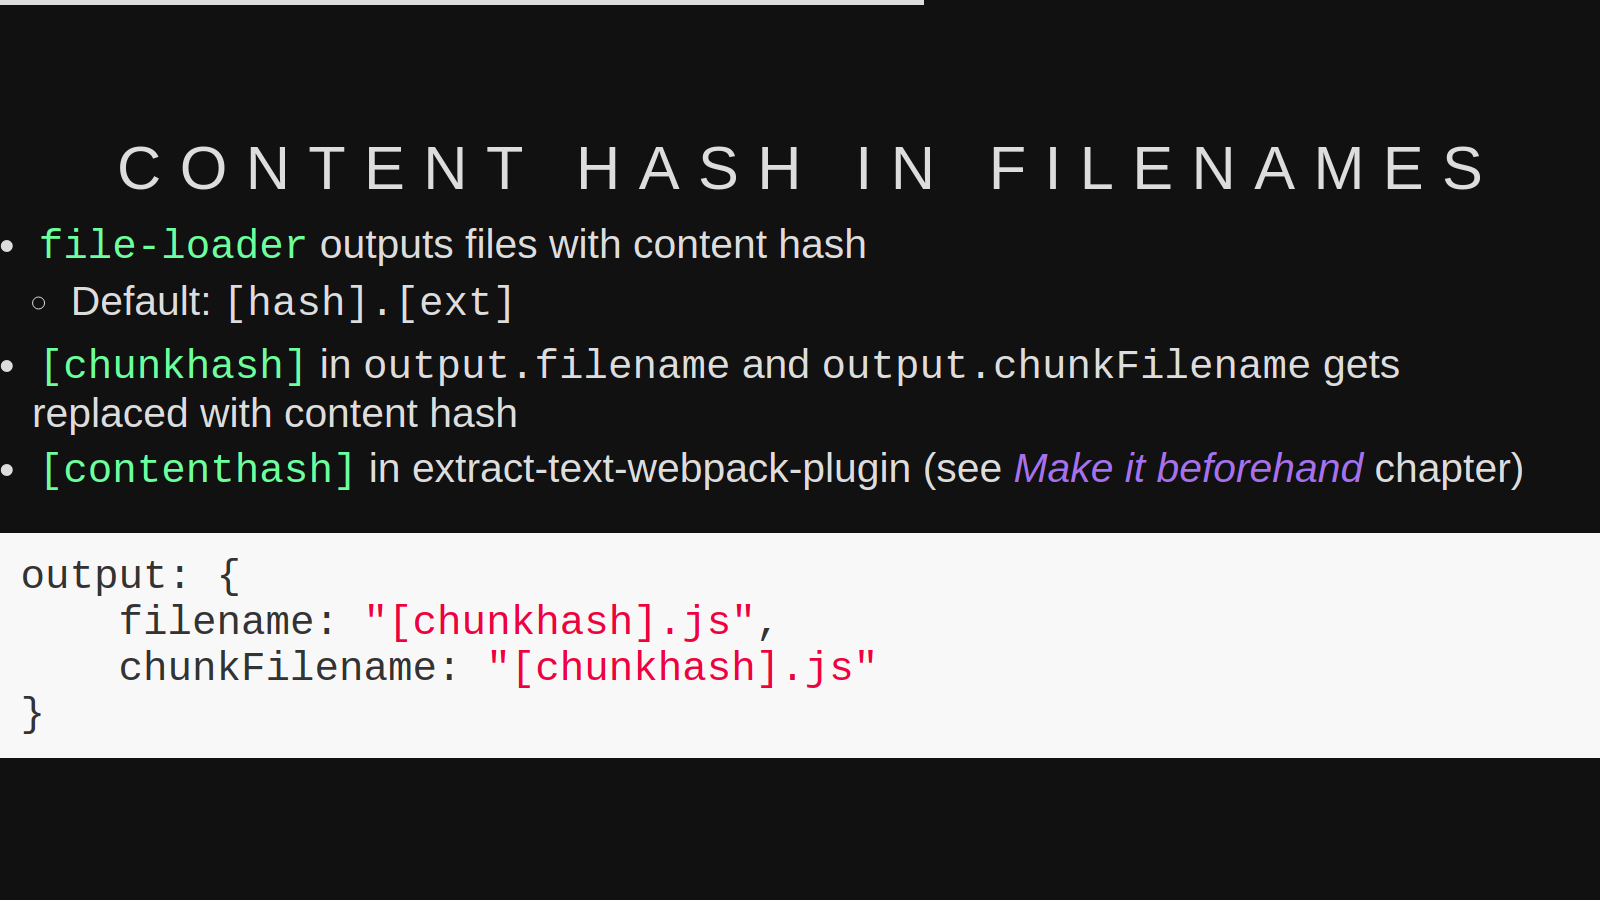 CONTENT HASH IN FILENAMES
file-loader outputs files with content hash
Default: [hash].[ext]
[chunkhash] in output.filename and output.chunkFilename gets
replaced with content hash
[contenthash] in extract-text-webpack-plugin (see Make it beforehand chapter)
output: {
    filename: "[chunkhash].js",
    chunkFilename: "[chunkhash].js"
}